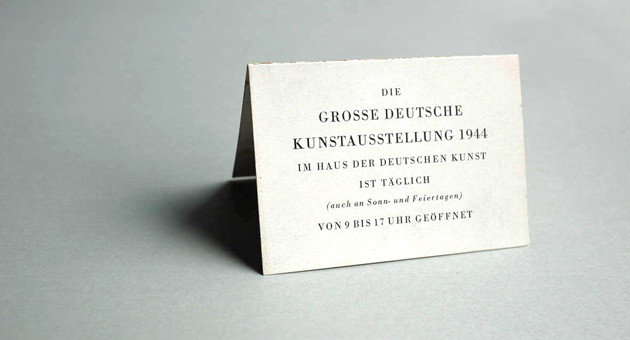 DIE
GROSSE DEUTSCHE
KUNSTAUSSTELLUNG 1944
IM HAUS DER DEUTSCHEN KUNST
IST TÄGLICH
(auch an Sonn- und Feiertagen)
VON 9 BIS 17 UHR GEÖFFNET